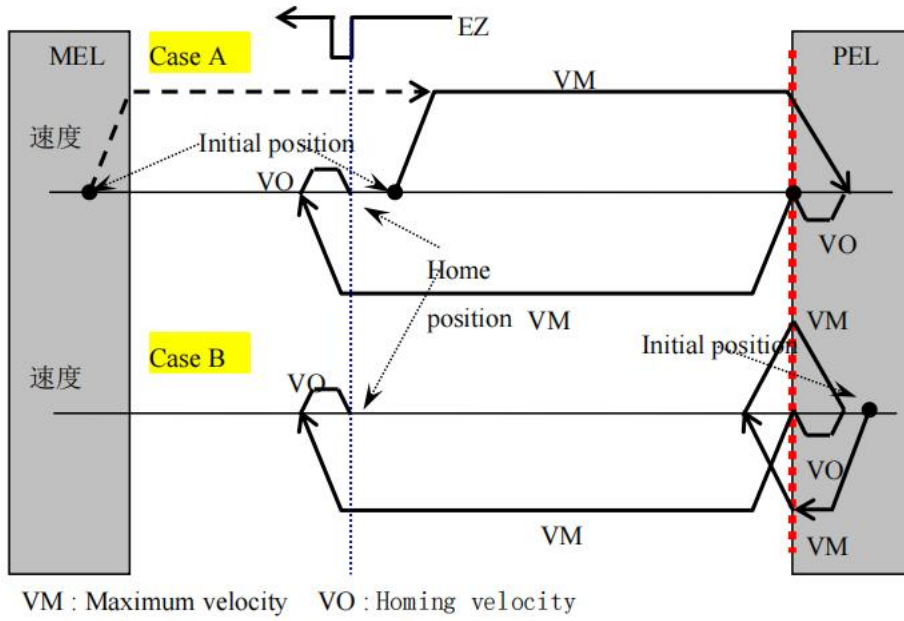 EZ
MEL
Case A
PEL
VM
速度
Initial position
VO
VO
Home
position
VM
VM
Initial position
Case B
速度
VO
VO
VM
VM
VM : Maximum velocity VO : Homing velocity